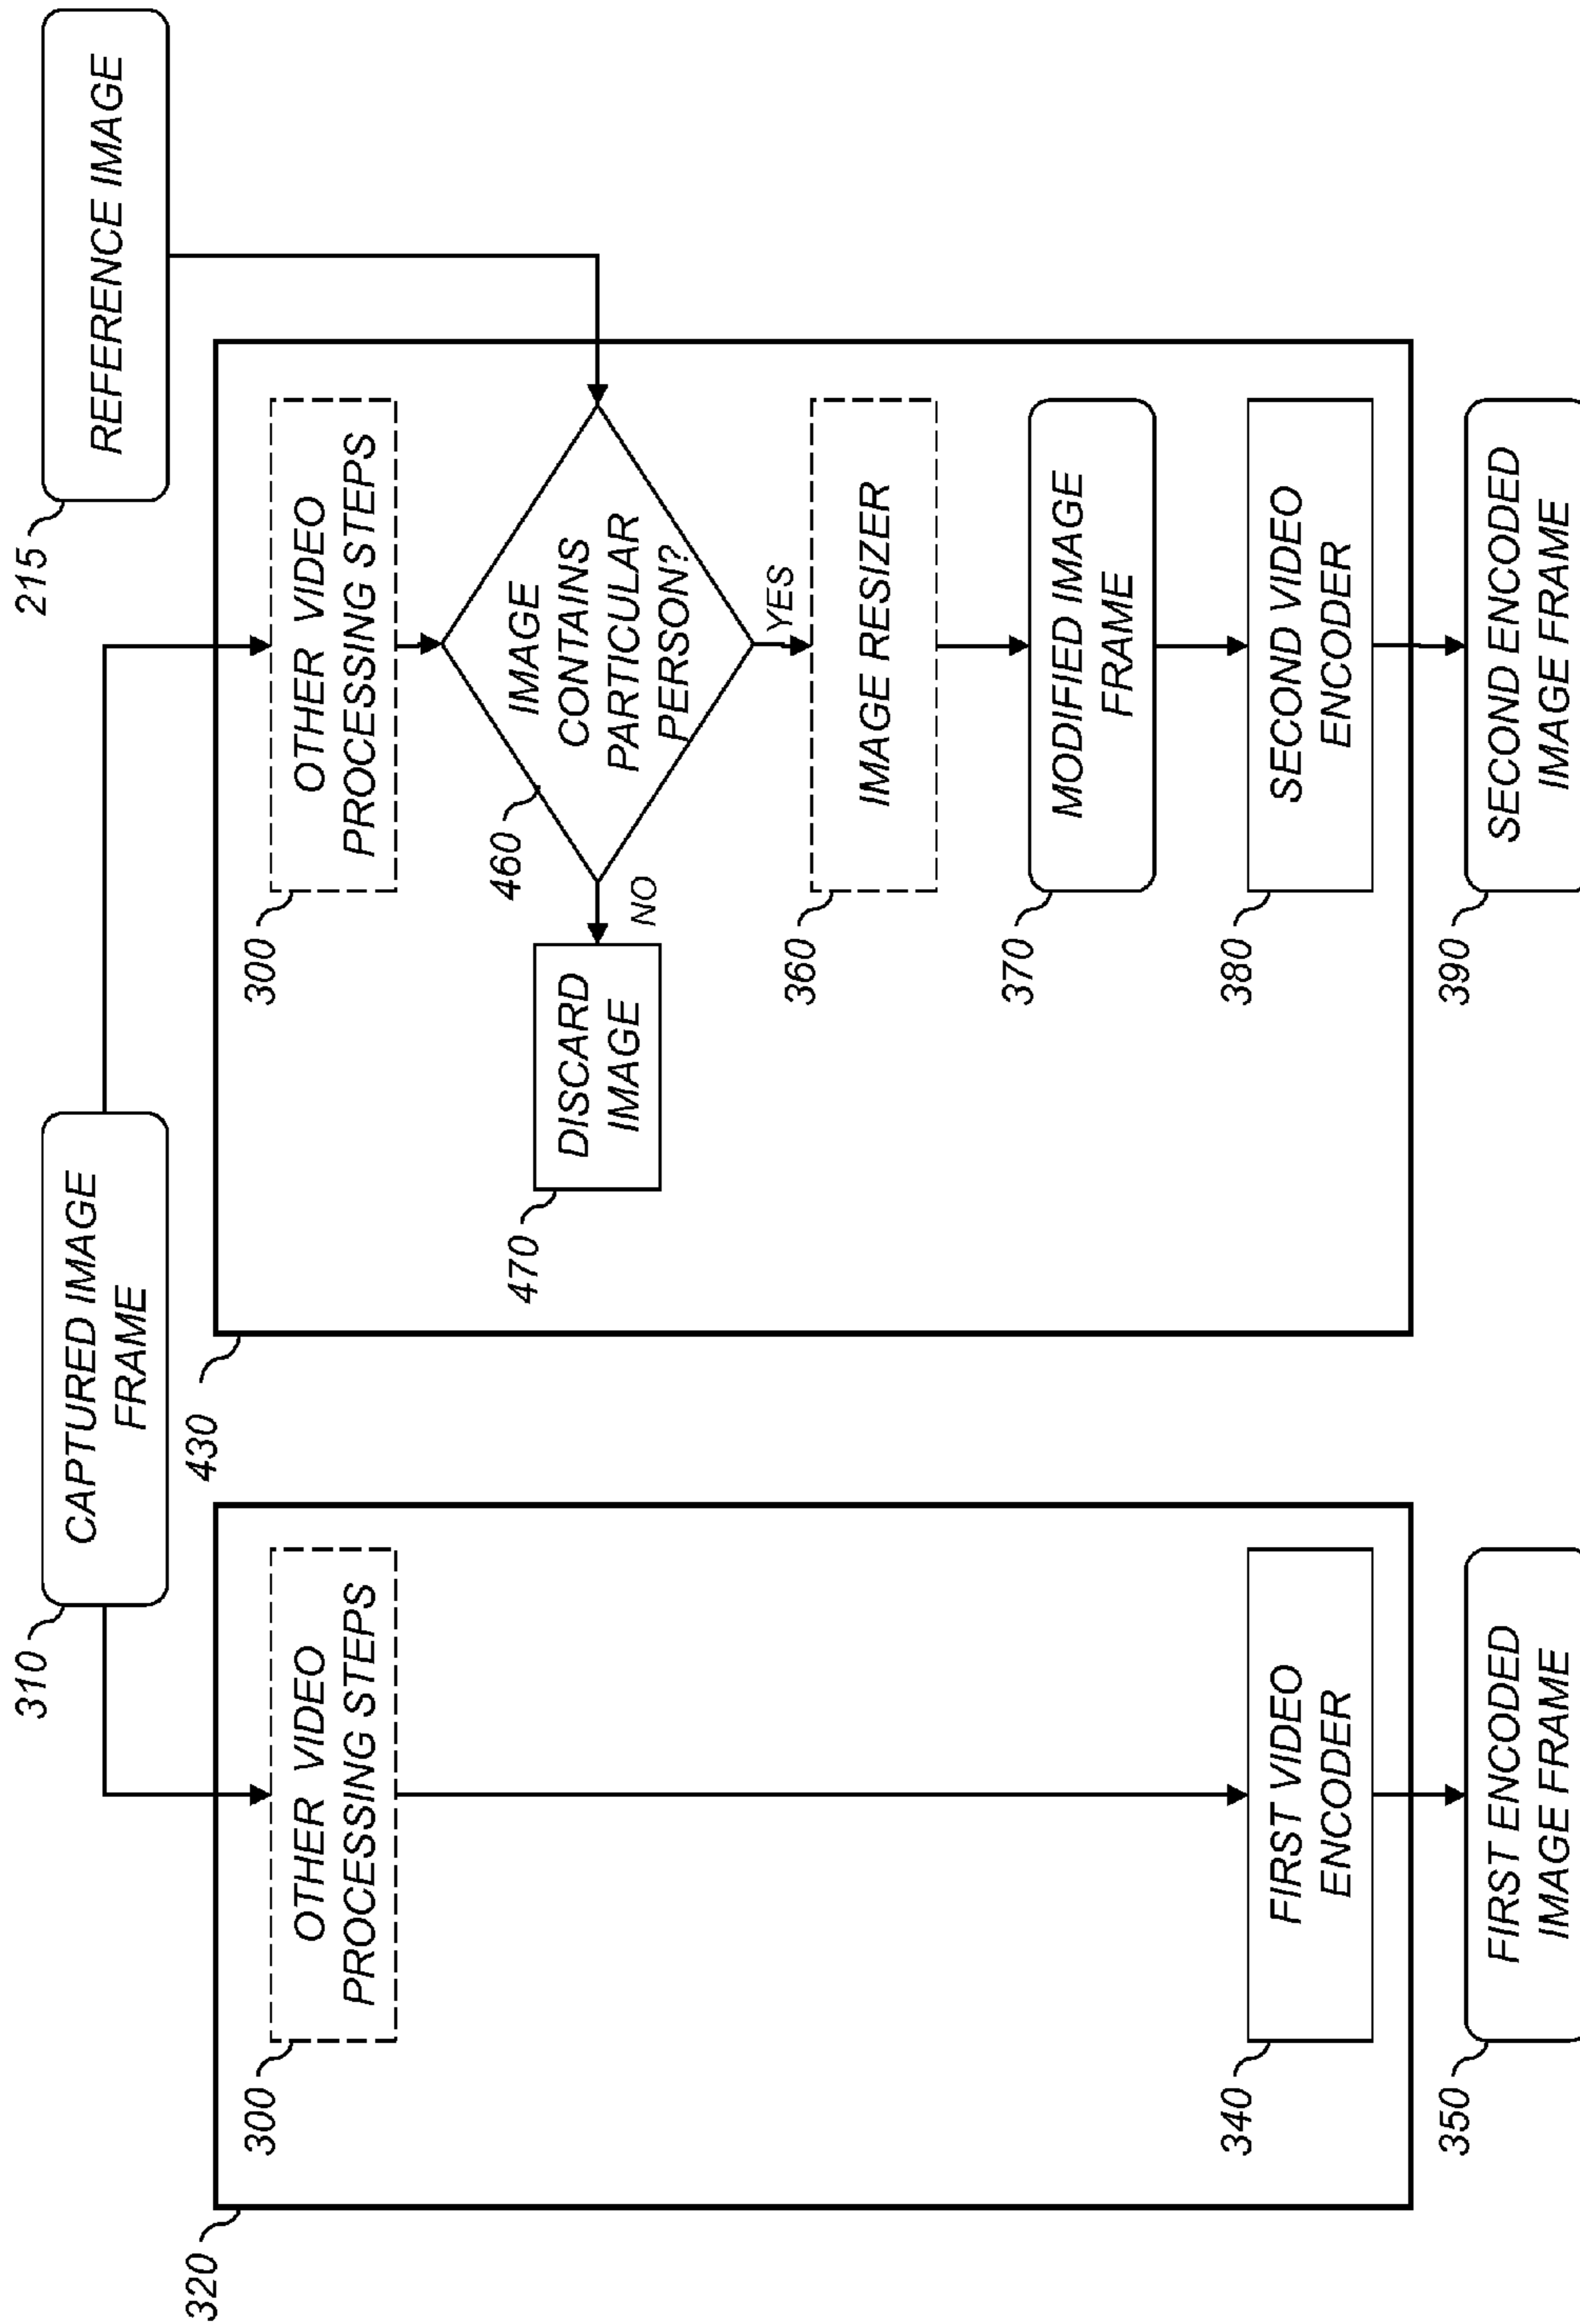 310
CAPTURED IMAGE
FRAME
215
REFERENCE IMAGE
320
300
OTHER VIDEO
PROCESSING STEPS
340
FIRST VIDEO
ENCODER
350
FIRST ENCODED
IMAGE FRAME
430
300
OTHER VIDEO
PROCESSING STEPS
460
IMAGE
CONTAINS
PARTICULAR
PERSON?
NO
YES
470
DISCARD
IMAGE
360
IMAGE RESIZER
370
MODIFIED IMAGE
FRAME
380
SECOND VIDEO
ENCODER
390
SECOND ENCODED
IMAGE FRAME